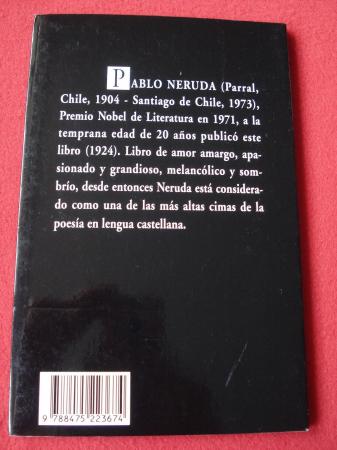 PABLO NERUDA (Parral,
Chile, 1904 - Santiago de Chile, 1973),
Premio Nobel de Literatura en 1971, a la
temprana edad de 20 años publicó este
libro (1924). Libro de amor amargo, apa-
sionado y grandioso, melancólico y som-
brío, desde entonces Neruda está considera-
do como una de las más altas cimas de la
poesía en lengua castellana.
9 788475 223674